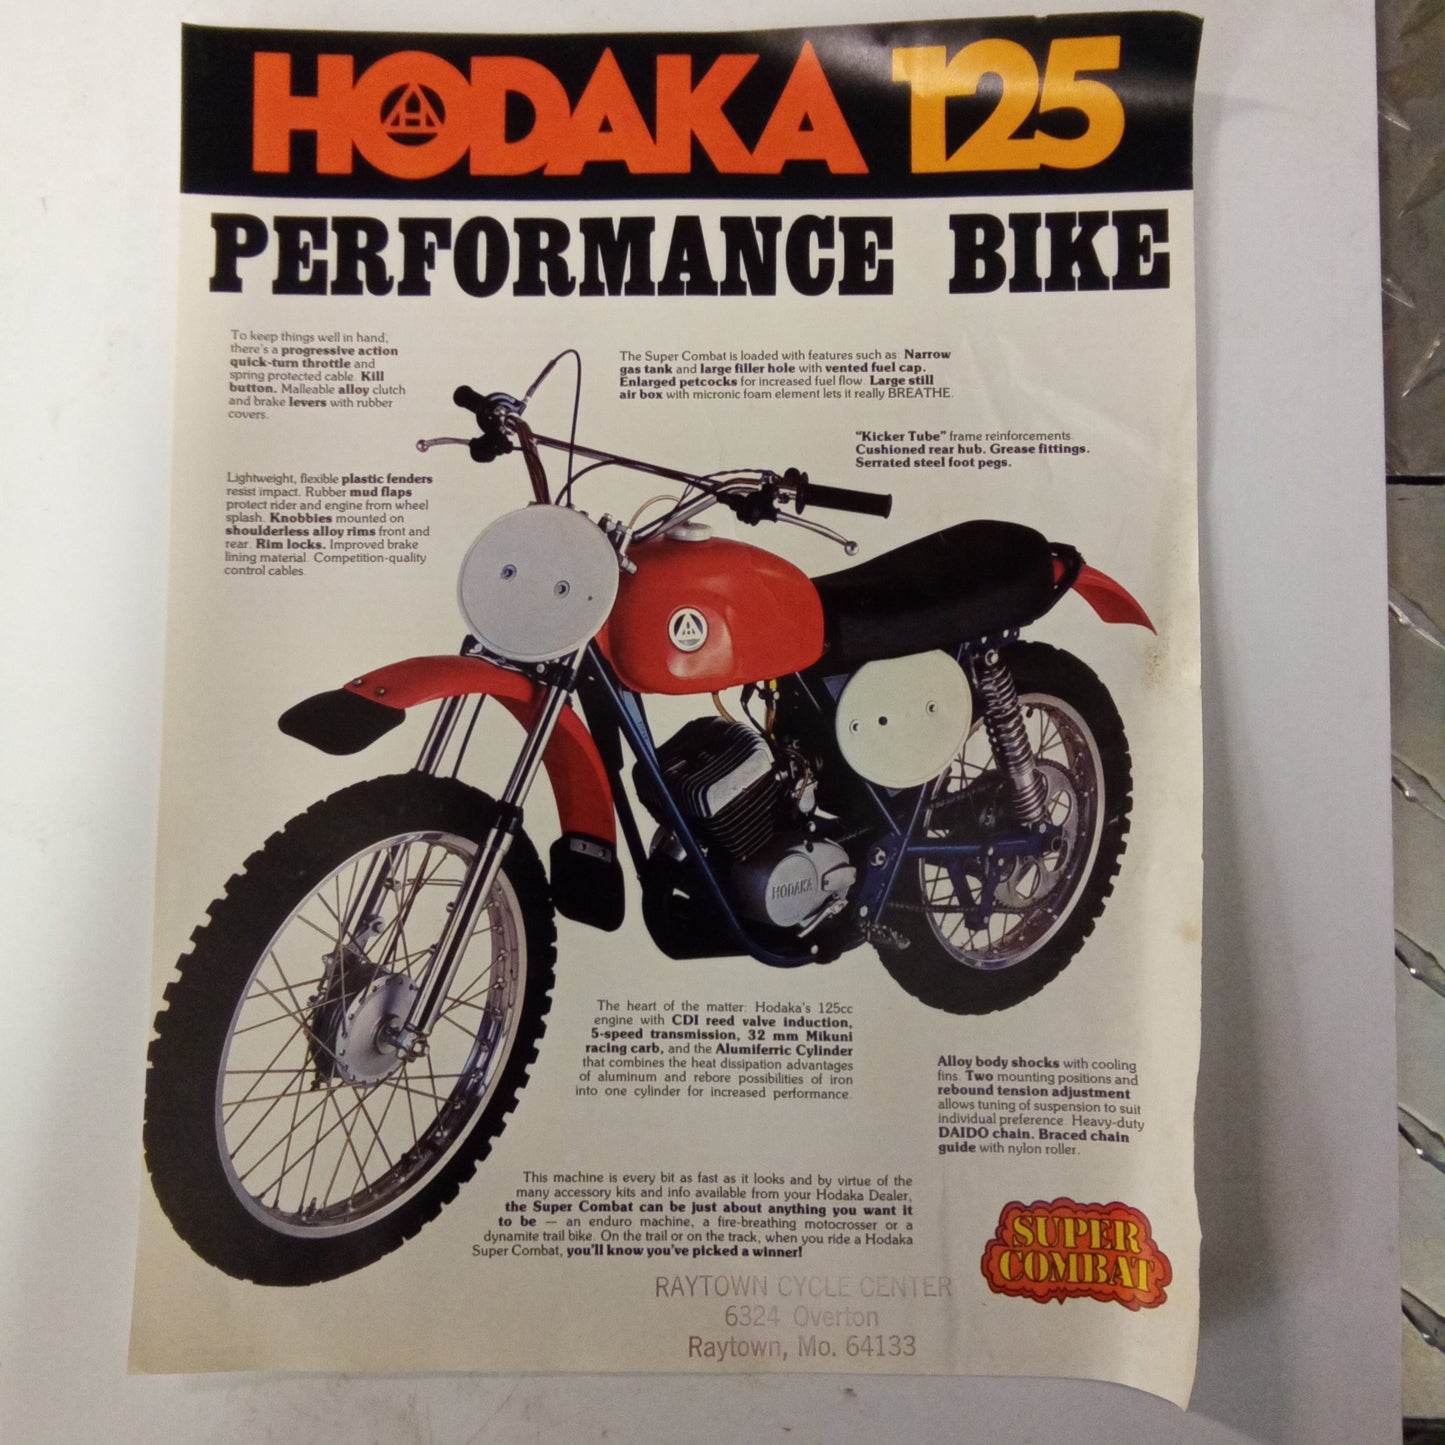 HODAKA 125
PERFORMANCE BIKE
To keep things well in hand,
there's a progressive action
quick-turn throttle and
spring protected cable. Kill
button. Malleable alloy clutch
and brake levers with rubber
covers.
The Super Combat is loaded with features such as: Narrow
gas tank and large filler hole with vented fuel cap.
Enlarged petcocks for increased fuel flow. Large still
air box with micronic foam element lets it really BREATHE.
"Kicker Tube" frame reinforcements.
Cushioned rear hub. Grease fittings.
Serrated steel foot pegs.
Lightweight, flexible plastic fenders
resist impact. Rubber mud flaps
protect rider and engine from wheel
splash. Knobbies mounted on
shoulderless alloy rims front and
rear. Rim locks. Improved brake
lining material. Competition-quality
control cables.
HODAKA
The heart of the matter: Hodaka's 125cc
engine with CDI reed valve induction,
5-speed transmission, 32 mm Mikuni
racing carb, and the Alumiferric Cylinder
that combines the heat dissipation advantages
of aluminum and rebore possibilities of iron
into one cylinder for increased performance.
Alloy body shocks with cooling
fins. Two mounting positions and
rebound tension adjustment
allows tuning of suspension to suit
individual preference. Heavy-duty
DAIDO chain. Braced chain
guide with nylon roller.
This machine is every bit as fast as it looks and by virtue of the
many accessory kits and info available from your Hodaka Dealer,
the Super Combat can be just about anything you want it
to be — an enduro machine, a fire-breathing motocrosser or a
dynamite trail bike. On the trail or on the track, when you ride a Hodaka
Super Combat, you'll know you've picked a winner!
SUPER
COMBAT
RAYTOWN CYCLE CENTER
6324 Overton
Raytown, Mo. 64133